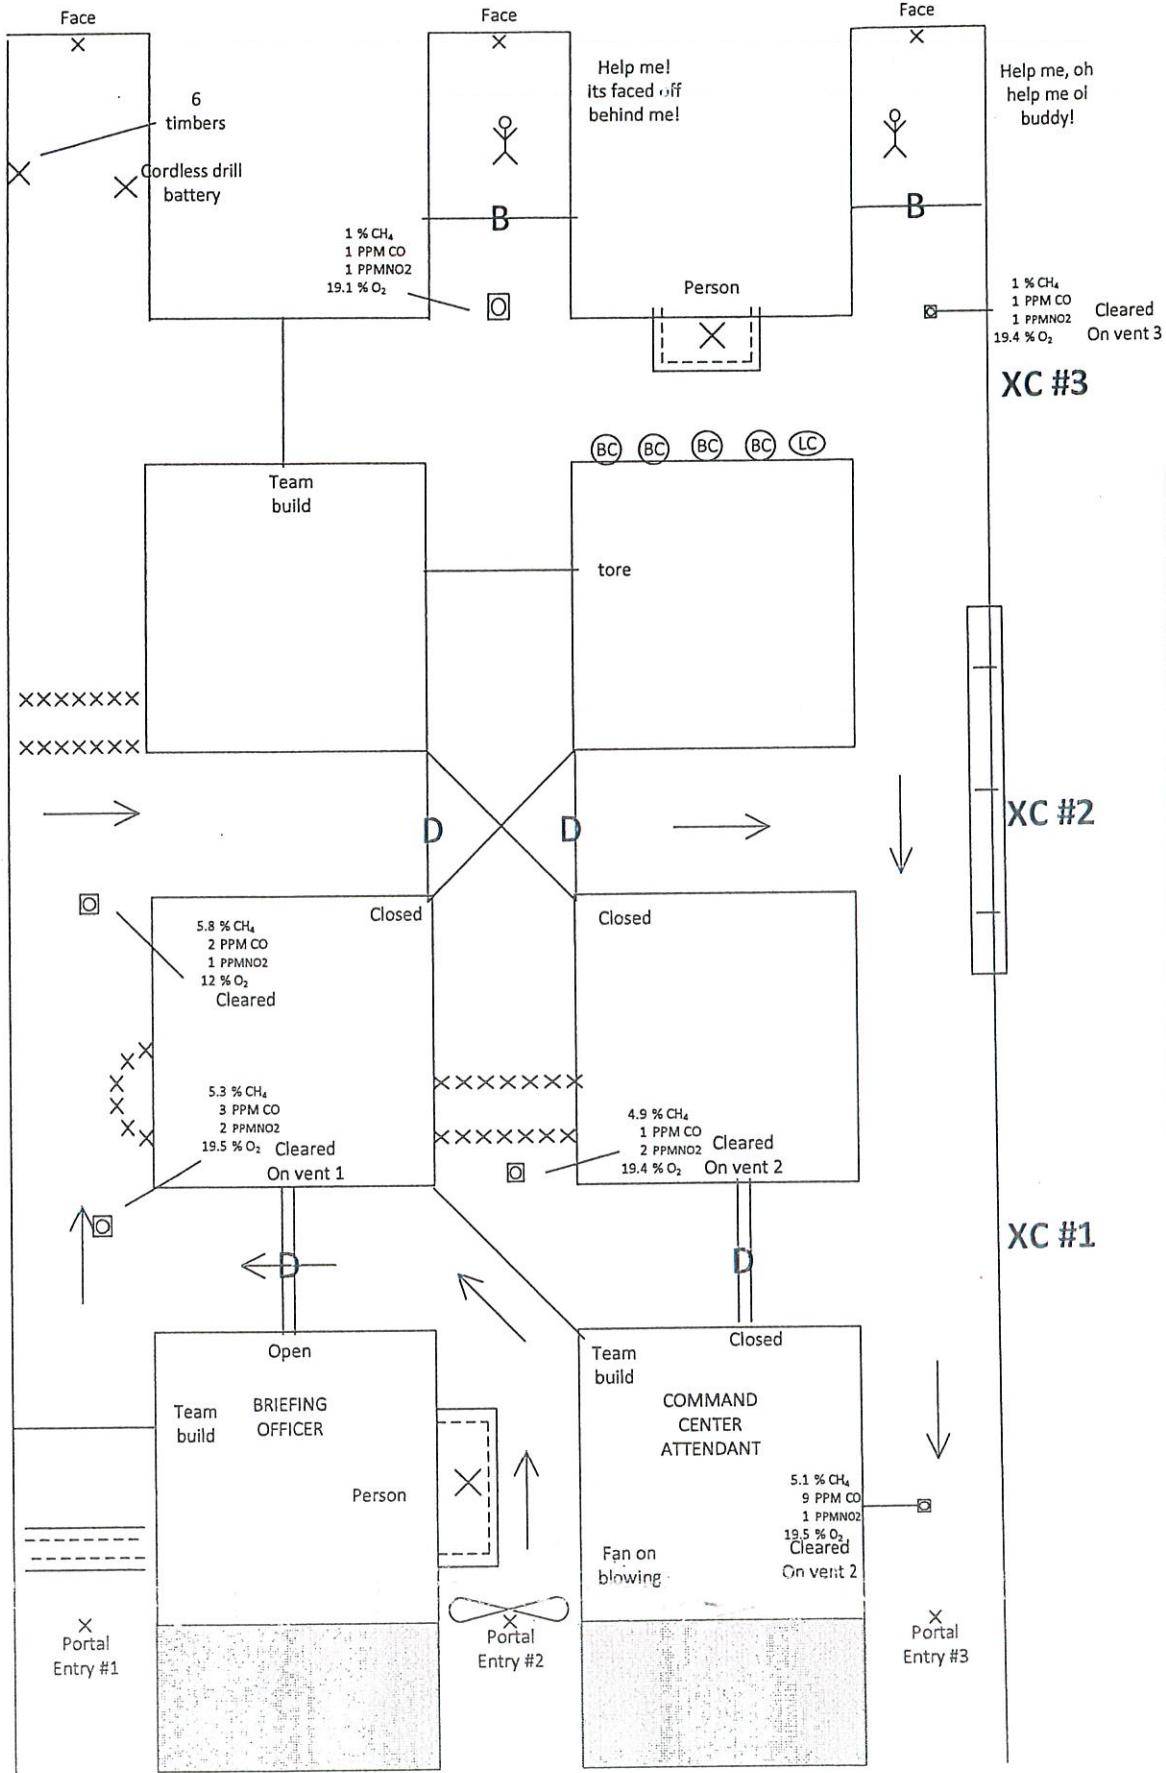 Face
Face
Face
6
timbers
Cordless drill
battery
Help me!
its faced off
behind me!
Help me, oh
help me ol
buddy!
B
B
1 % CH₄
1 PPM CO
1 PPMNO2
19.1 % O₂
Person
1 % CH₄
1 PPM CO
1 PPMNO2
19.4 % O₂
Cleared
On vent 3
XC #3
BC
BC
BC
BC
LC
Team
build
tore
D
D
XC #2
Closed
Closed
5.8 % CH₄
2 PPM CO
1 PPMNO2
12 % O₂
Cleared
5.3 % CH₄
3 PPM CO
2 PPMNO2
19.5 % O₂
Cleared
On vent 1
4.9 % CH₄
1 PPM CO
2 PPMNO2
19.4 % O₂
Cleared
On vent 2
XC #1
D
D
Open
Closed
Team
build
BRIEFING
OFFICER
Team
build
COMMAND
CENTER
ATTENDANT
Person
5.1 % CH₄
9 PPM CO
1 PPMNO2
19.5 % O₂
Cleared
On vent 2
Fan on
blowing
Portal
Entry #1
Portal
Entry #2
Portal
Entry #3